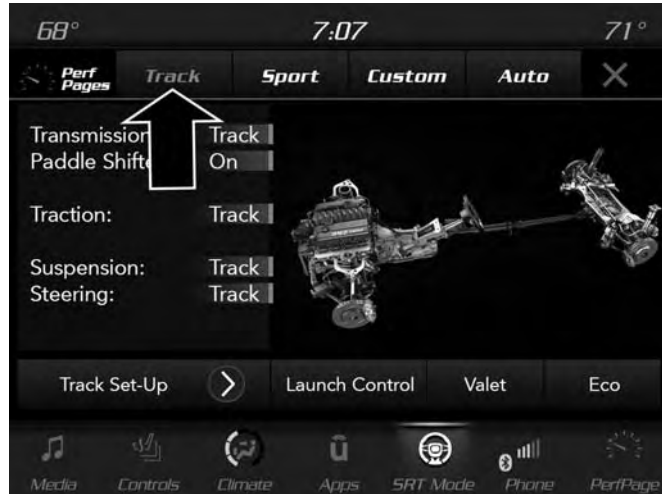 68° 7:07 71°
Perf Pages Track Sport Custom Auto X
Transmission Track
Paddle Shifte On
Traction: Track
Suspension: Track
Steering: Track
Track Set-Up > Launch Control Valet Eco
ū
Media Controls Climate Apps SRT Mode Phone PerfPage